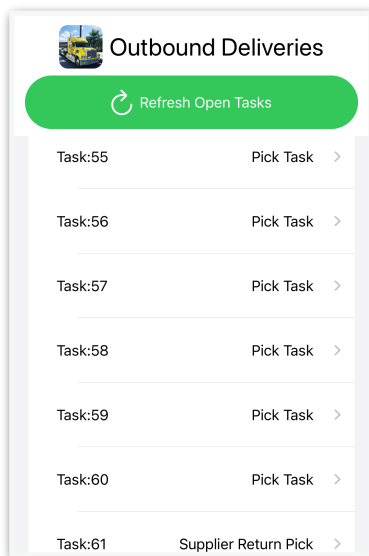 Outbound Deliveries
Refresh Open Tasks
Task:55 Pick Task
Task:56 Pick Task
Task:57 Pick Task
Task:58 Pick Task
Task:59 Pick Task
Task:60 Pick Task
Task:61 Supplier Return Pick